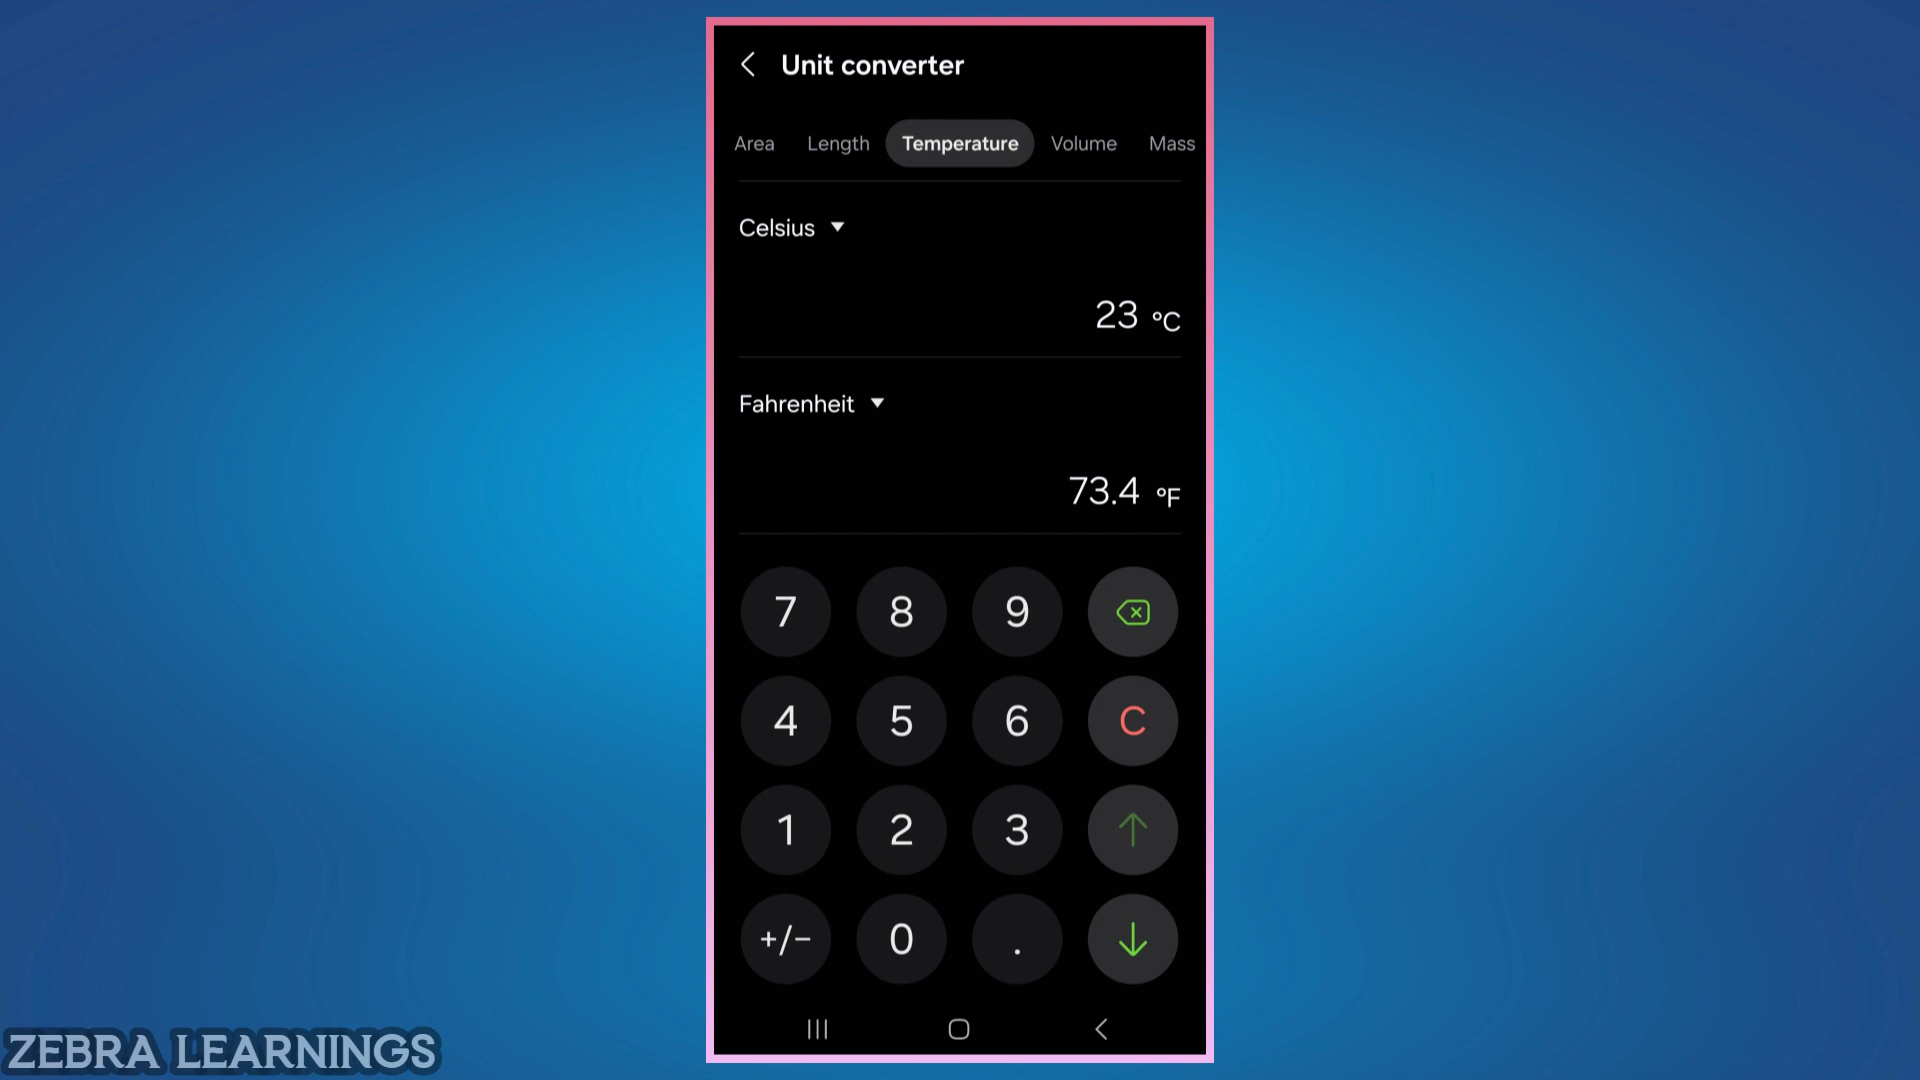 Unit converter
Area Length Temperature Volume Mass
Celsius
23 °C
Fahrenheit
73.4 °F
7 8 9
4 5 6 C
1 2 3
+/− 0 .
ZEBRA LEARNINGS